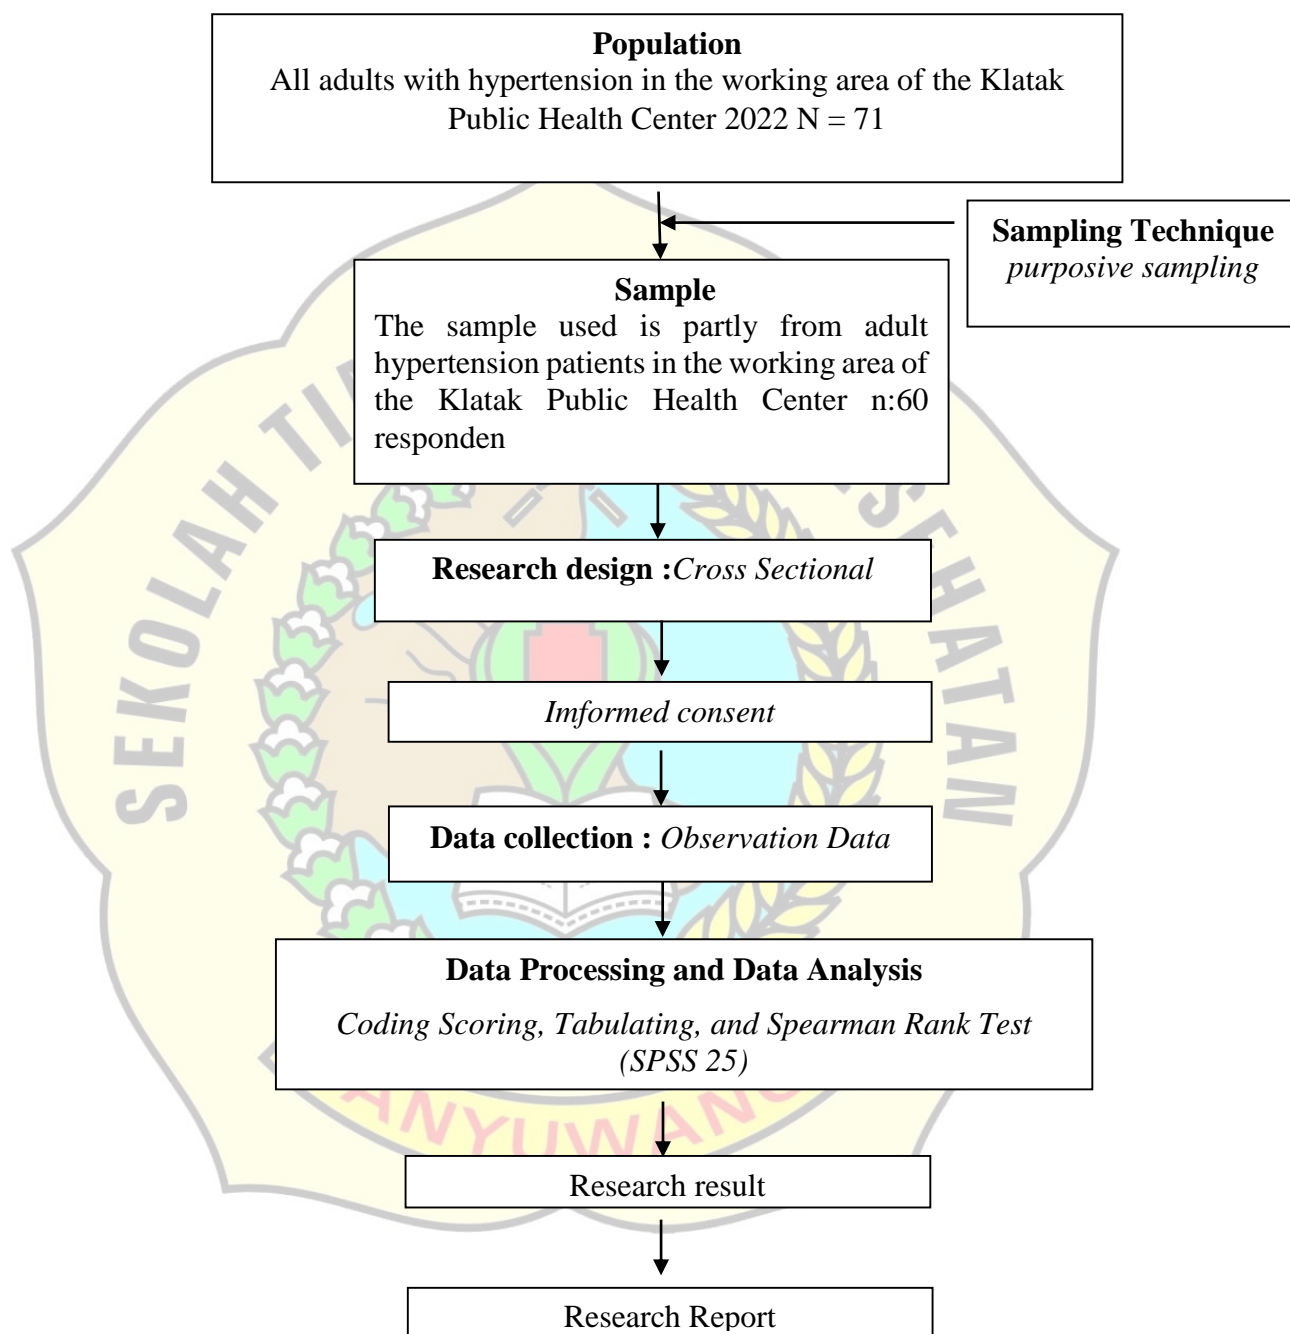 Population
All adults with hypertension in the working area of the Klatak
Public Health Center 2022 N = 71
Sampling Technique
purposive sampling
Sample
The sample used is partly from adult
hypertension patients in the working area of
the Klatak Public Health Center n:60
responden
Research design :Cross Sectional
Imformed consent
Data collection : Observation Data
Data Processing and Data Analysis
Coding Scoring, Tabulating, and Spearman Rank Test
(SPSS 25)
Research result
Research Report
SEKOLAH